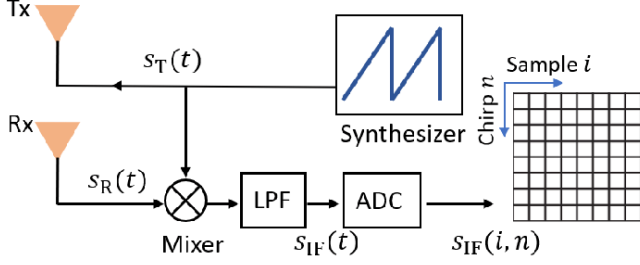 Tx
s_T(t)
Synthesizer
Sample i
Chirp n
Rx
s_R(t)
Mixer
LPF
s_IF(t)
ADC
s_IF(i, n)